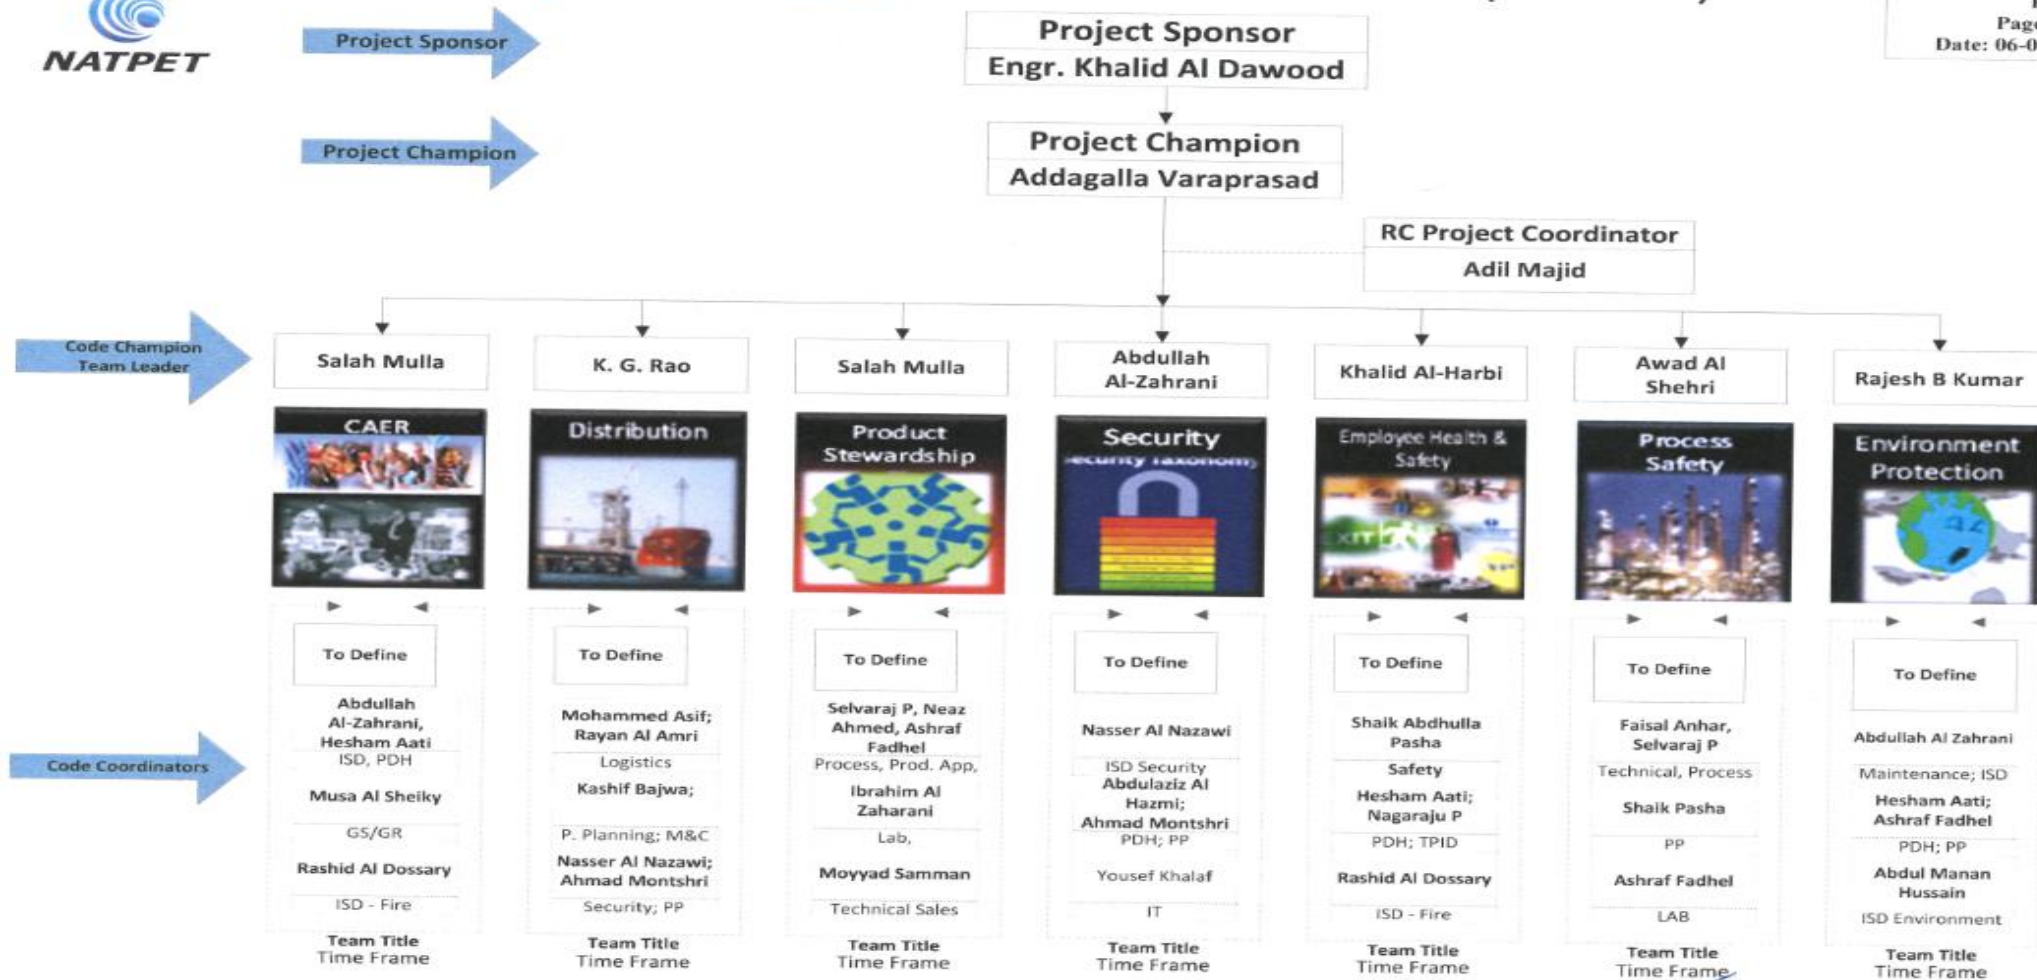 NATPET
Project Sponsor
Project Sponsor
Engr. Khalid Al Dawood
Page
Date: 06-0
Project Champion
Project Champion
Addagalla Varaprasad
RC Project Coordinator
Adil Majid
Code Champion
Team Leader
Salah Mulla
K. G. Rao
Salah Mulla
Abdullah
Al-Zahrani
Khalid Al-Harbi
Awad Al
Shehri
Rajesh B Kumar
CAER
Distribution
Product
Stewardship
Security
ecurity Taxonomy
Employee Health &
Safety
EXIT
Process
Safety
Environment
Protection
Code Coordinators
To Define
Abdullah
Al-Zahrani,
Hesham Aati
ISD, PDH
Musa Al Sheiky
GS/GR
Rashid Al Dossary
ISD - Fire
Team Title
Time Frame
To Define
Mohammed Asif;
Rayan Al Amri
Logistics
Kashif Bajwa;
P. Planning; M&C
Nasser Al Nazawi;
Ahmad Montshri
Security; PP
Team Title
Time Frame
To Define
Selvaraj P, Neaz
Ahmed, Ashraf
Fadhel
Process, Prod. App,
Ibrahim Al
Zaharani
Lab,
Moyyad Samman
Technical Sales
Team Title
Time Frame
To Define
Nasser Al Nazawi
ISD Security
Abdulaziz Al
Hazmi;
Ahmad Montshri
PDH; PP
Yousef Khalaf
IT
Team Title
Time Frame
To Define
Shaik Abdhulla
Pasha
Safety
Hesham Aati;
Nagaraju P
PDH; TPID
Rashid Al Dossary
ISD - Fire
Team Title
Time Frame
To Define
Faisal Anhar,
Selvaraj P
Technical, Process
Shaik Pasha
PP
Ashraf Fadhel
LAB
Team Title
Time Frame
To Define
Abdullah Al Zahrani
Maintenance; ISD
Hesham Aati;
Ashraf Fadhel
PDH; PP
Abdul Manan
Hussain
ISD Environment
Team Title
Time Frame